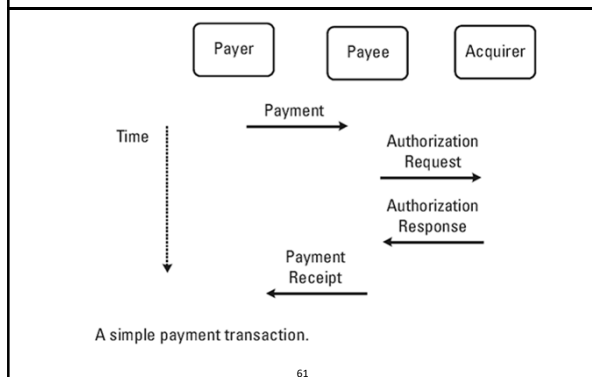 Payer
Payee
Acquirer
Payment
Time
Authorization
Request
Authorization
Response
Payment
Receipt
A simple payment transaction.
61